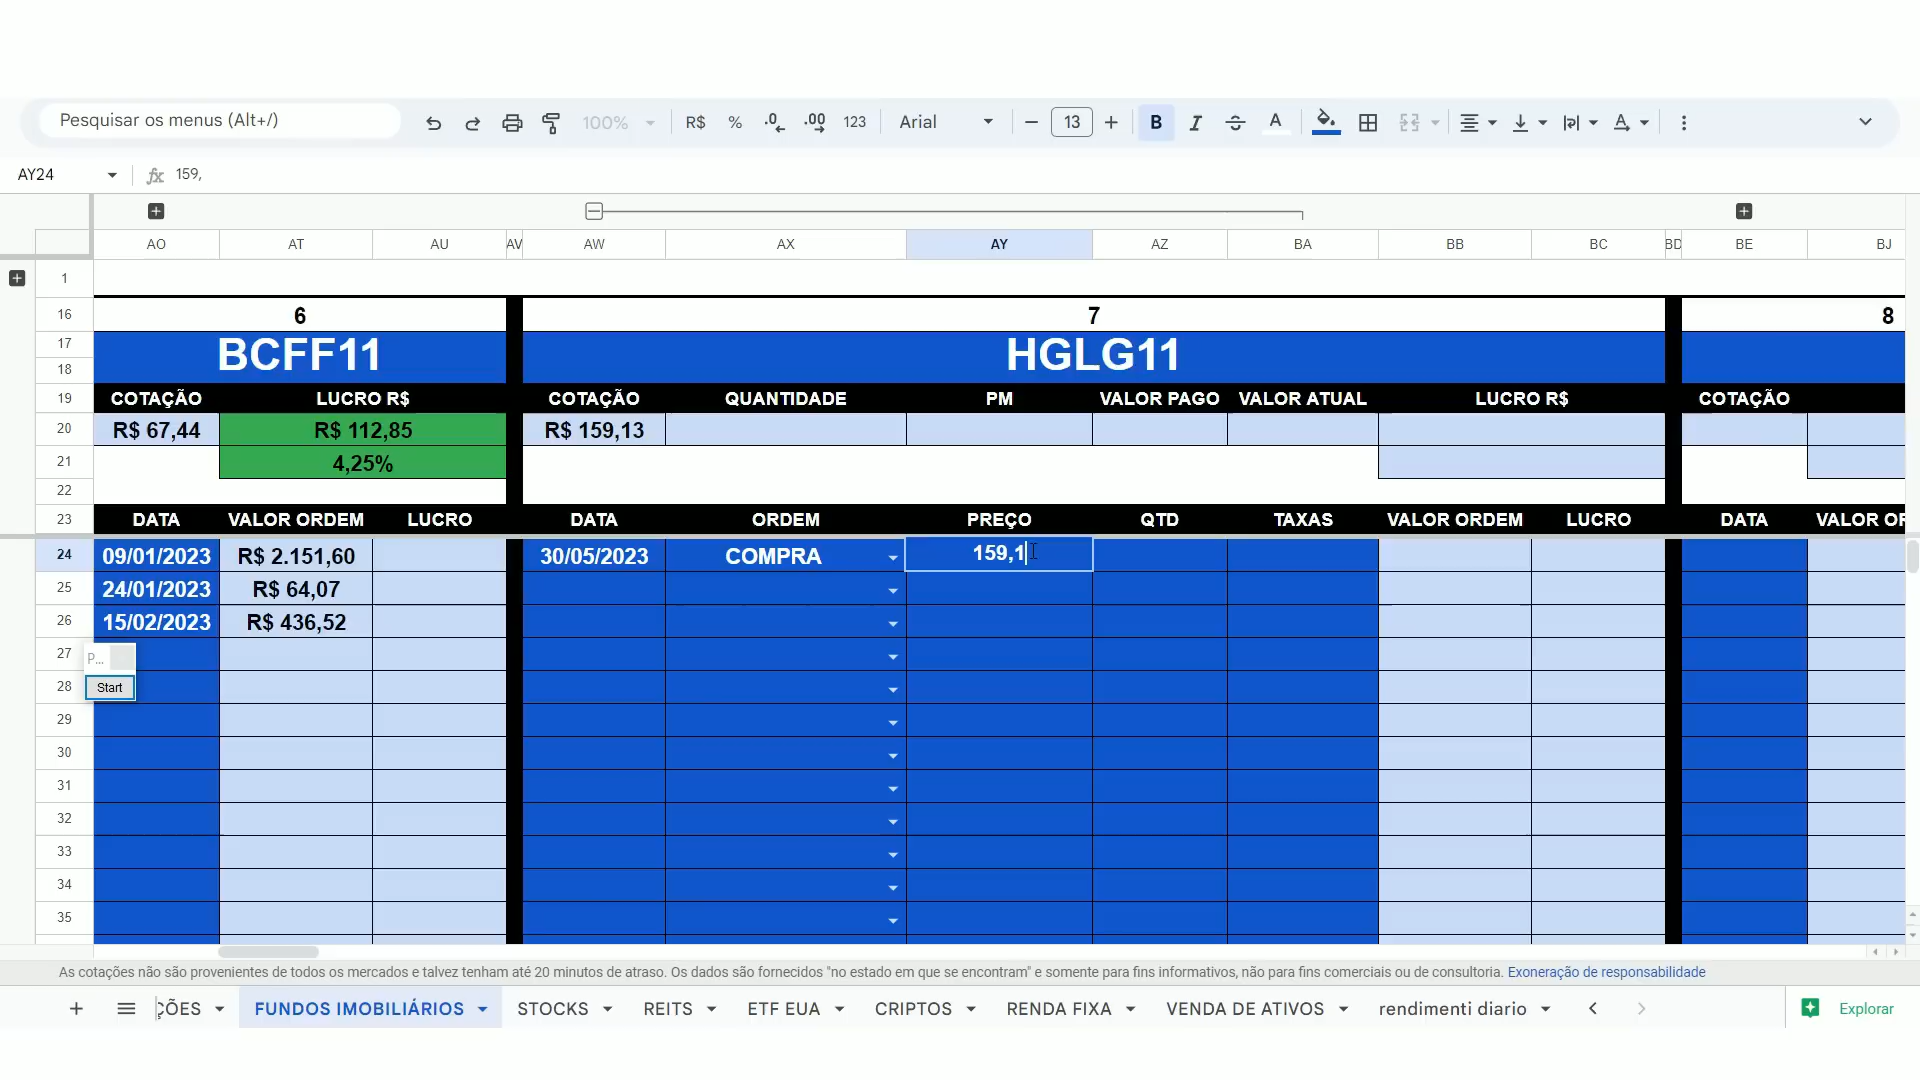 Pesquisar os menus (Alt+/)
100% R$ % .0 .00 123 Arial 13 B I A
AY24 fx 159,
AO AT AU AV AW AX AY AZ BA BB BC BD BE BJ
1
16 6 7 8
17 BCFF11 HGLG11
18
19 COTAÇÃO LUCRO R$ COTAÇÃO QUANTIDADE PM VALOR PAGO VALOR ATUAL LUCRO R$ COTAÇÃO
20 R$ 67,44 R$ 112,85 R$ 159,13
21 4,25%
22
23 DATA VALOR ORDEM LUCRO DATA ORDEM PREÇO QTD TAXAS VALOR ORDEM LUCRO DATA VALOR OR
24 09/01/2023 R$ 2.151,60 30/05/2023 COMPRA 159,1
25 24/01/2023 R$ 64,07
26 15/02/2023 R$ 436,52
27 P...
28 Start
29
30
31
32
33
34
35
As cotações não são provenientes de todos os mercados e talvez tenham até 20 minutos de atraso. Os dados são fornecidos "no estado em que se encontram" e somente para fins informativos, não para fins comerciais ou de consultoria. Exoneração de responsabilidade
ÇÕES FUNDOS IMOBILIÁRIOS STOCKS REITS ETF EUA CRIPTOS RENDA FIXA VENDA DE ATIVOS rendimenti diario Explorar